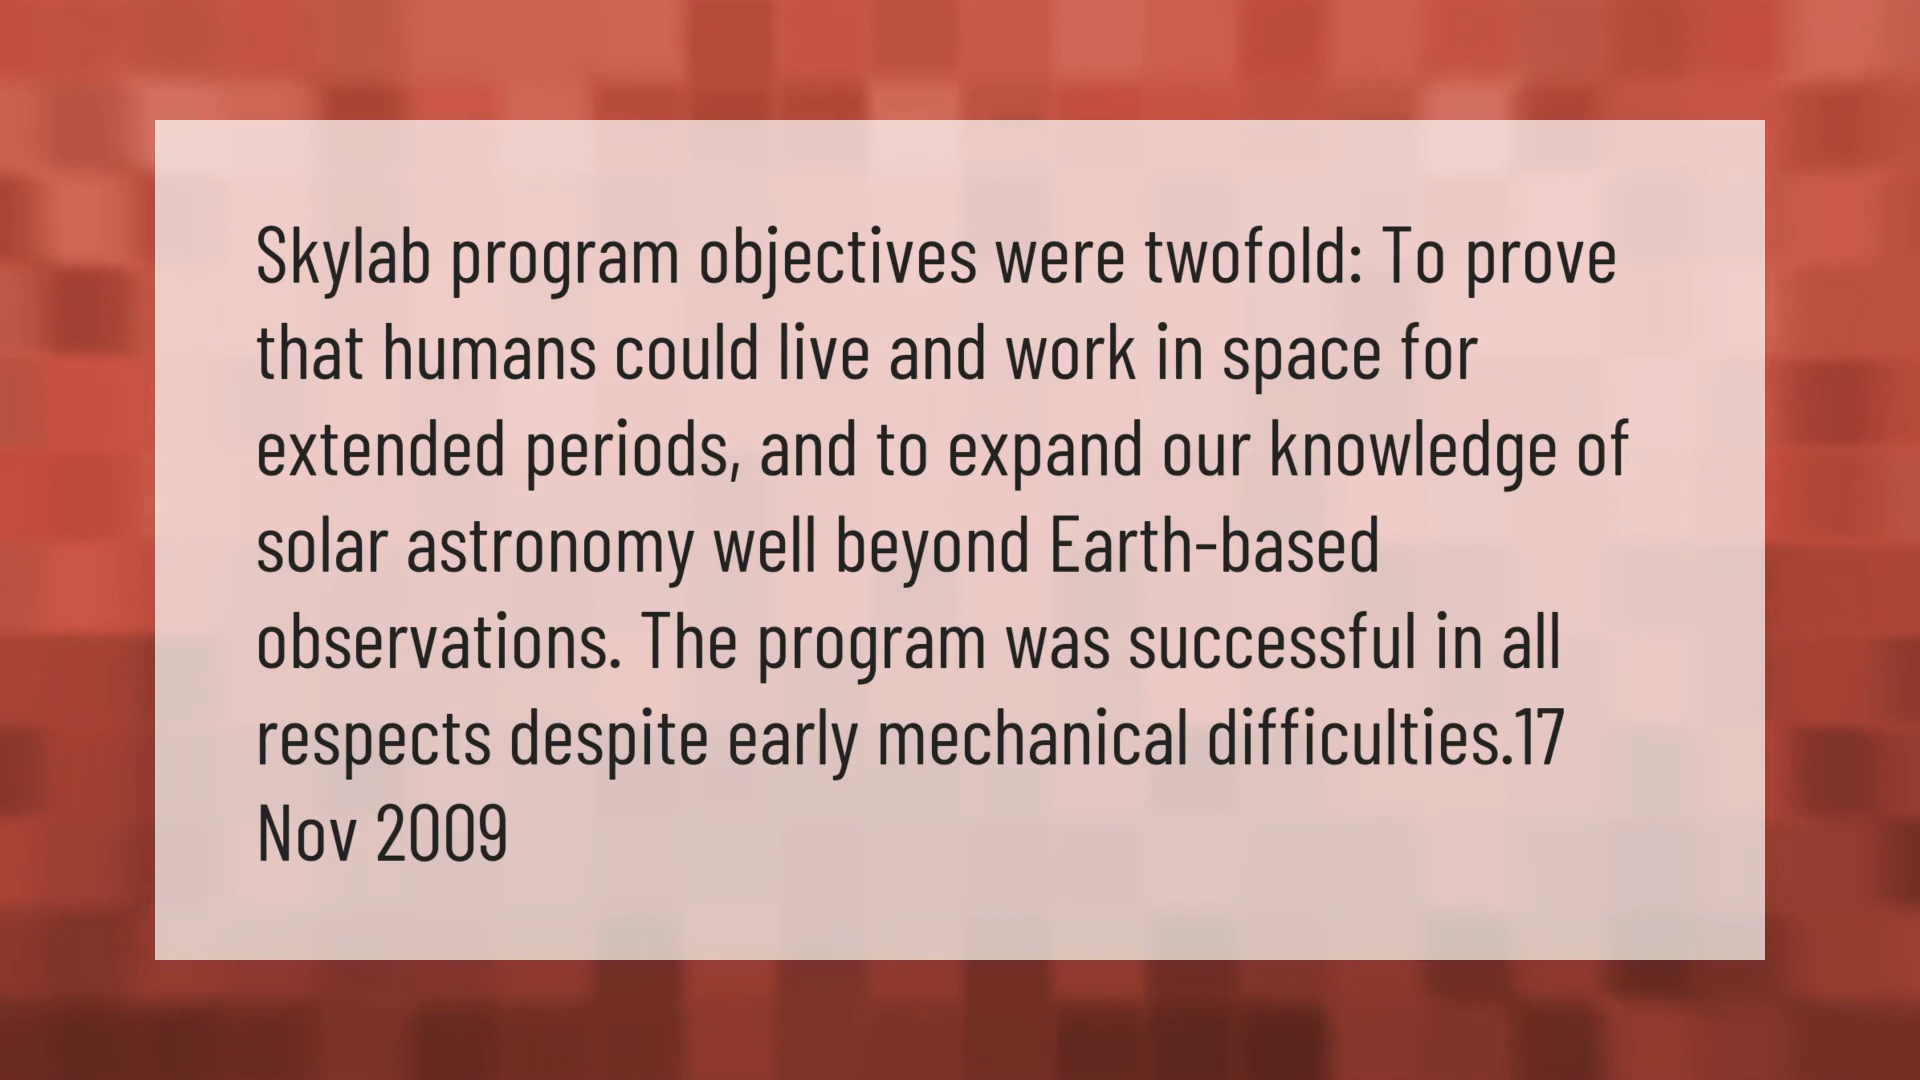 Skylab program objectives were twofold: To prove
that humans could live and work in space for
extended periods, and to expand our knowledge of
solar astronomy well beyond Earth-based
observations. The program was successful in all
respects despite early mechanical difficulties.17
Nov 2009